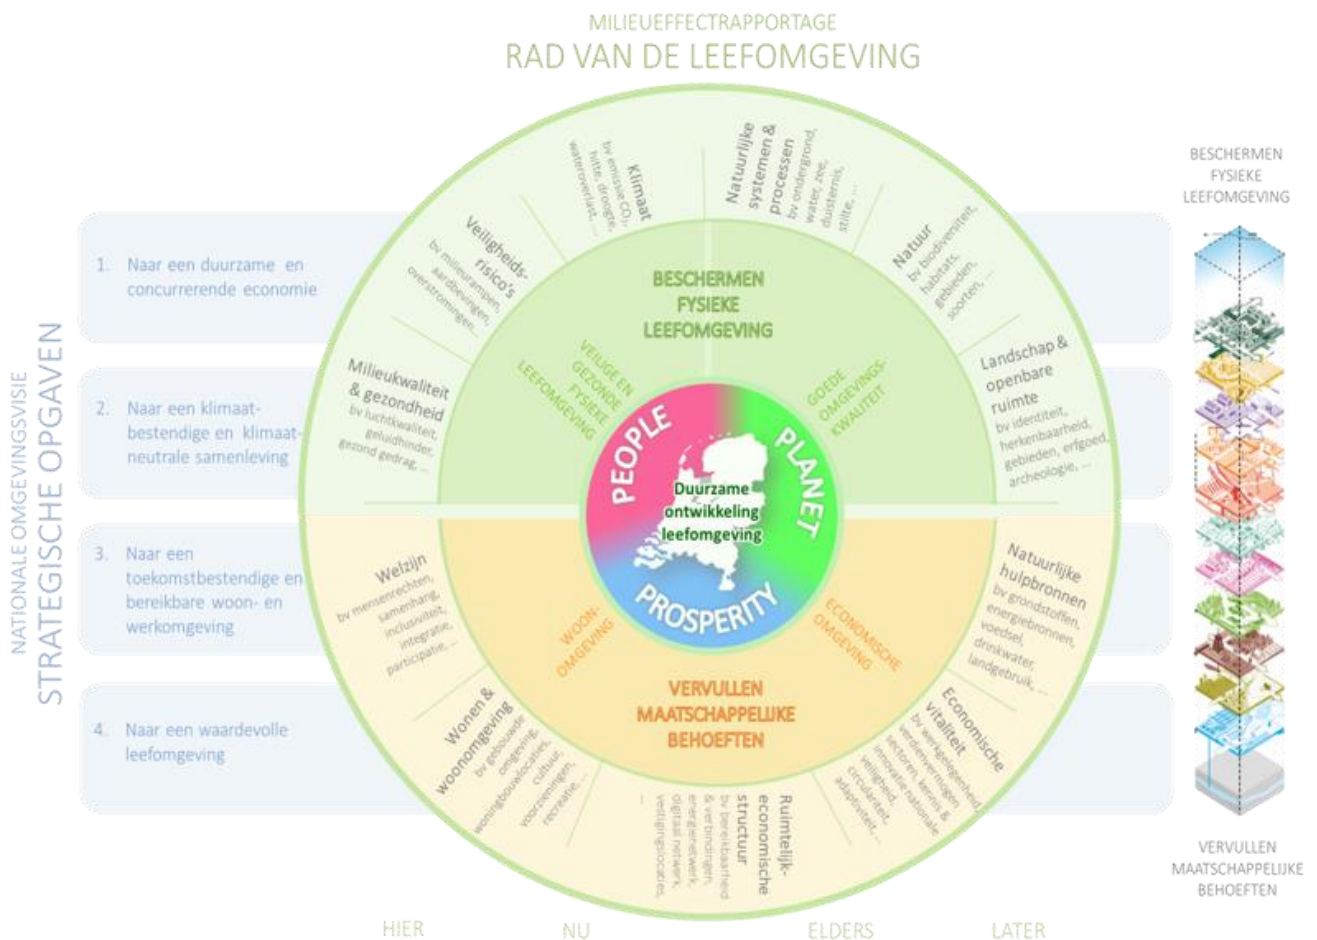 MILIEUEFFECTRAPPORTAGE
RAD VAN DE LEEFOMGEVING
NATIONALE OMGEVINGSVISIE
STRATEGISCHE OPGAVEN
1. Naar een duurzame en
concurrerende economie
2. Naar een klimaat-
bestendige en klimaat-
neutrale samenleving
3. Naar een
toekomstbestendige en
bereikbare woon- en
werkomgeving
4. Naar een waardevolle
leefomgeving
Milieukwaliteit
& gezondheid
bv luchtkwaliteit,
geluidhinder,
gezond gedrag, ...
Veiligheids-
risico's
bv milieurampen,
aardbevingen,
overstromingen...
Klimaat
bv emissie CO₂,
hitte, droogte,
wateroverlast, ...
Natuurlijke
systemen &
processen
bv ondergrond,
water, zee,
duisternis,
stilte, ...
Natuur
bv biodiversiteit,
habitats,
gebieden,
soorten, ...
Landschap &
openbare
ruimte
bv identiteit,
herkenbaarheid,
gebieden, erfgoed,
archeologie, ...
BESCHERMEN
FYSIEKE
LEEFOMGEVING
VEILIGE EN
GEZONDE
FYSIEKE
LEEFOMGEVING
GOEDE
OMGEVINGS-
KWALITEIT
PEOPLE
PLANET
PROSPERITY
Duurzame
ontwikkeling
leefomgeving
WOON-
OMGEVING
ECONOMISCHE
OMGEVING
VERVULLEN
MAATSCHAPPELIJKE
BEHOEFTEN
Welzijn
bv mensenrechten,
samenhang,
inclusiviteit,
integratie,
participatie, ...
Wonen &
woonomgeving
bv gebouwde
omgeving,
woningbouwlocaties,
cultuur,
voorzieningen,
recreatie, ...
Ruimtelijk-
economische
structuur
bv bereikbaarheid
& verbindingen,
energienetwerk,
digitaal netwerk,
vestigingslocaties,
...
Economische
vitaliteit
bv werkgelegenheid,
verdienvermogen
sectoren, kennis &
innovatie nationale
veiligheid,
circulariteit,
adaptiviteit, ...
Natuurlijke
hulpbronnen
bv grondstoffen,
energiebronnen,
voedsel,
drinkwater,
landgebruik, ...
BESCHERMEN
FYSIEKE
LEEFOMGEVING
VERVULLEN
MAATSCHAPPELIJKE
BEHOEFTEN
HIER NU ELDERS LATER